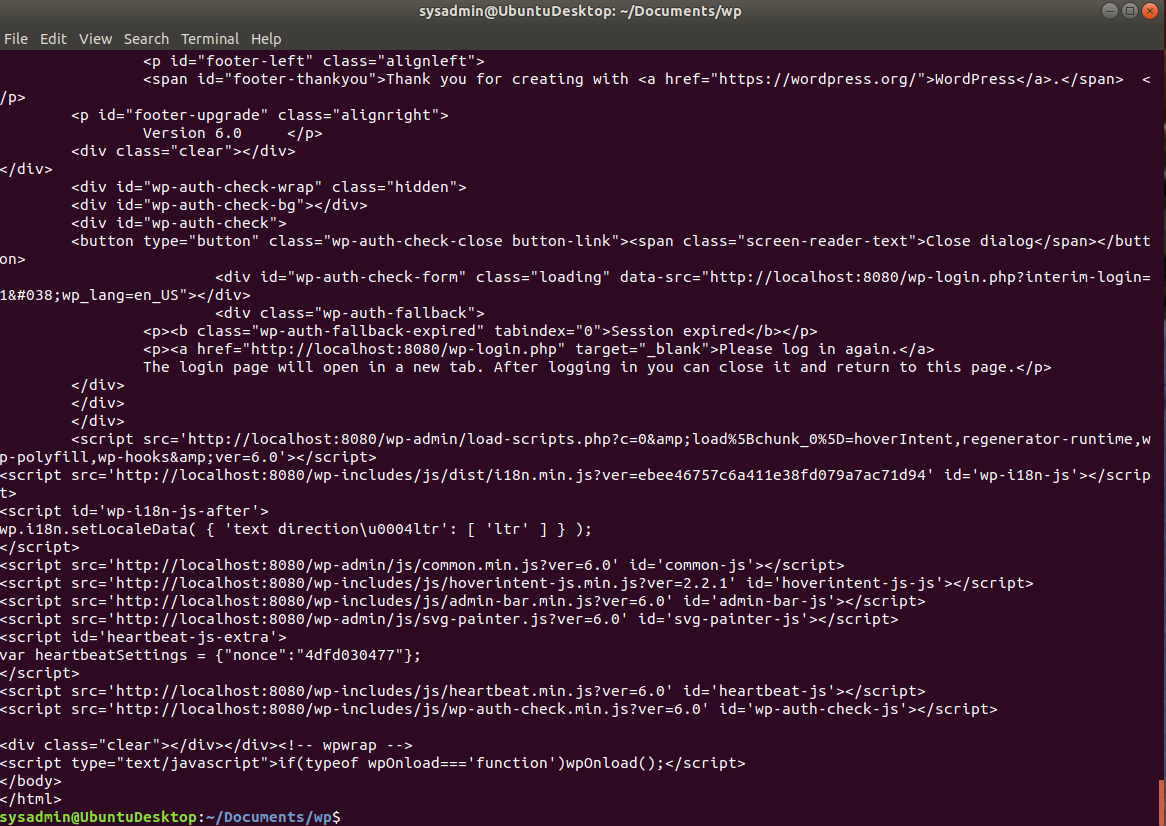 sysadmin@UbuntuDesktop: ~/Documents/wp
File Edit View Search Terminal Help
                <p id="footer-left" class="alignleft">
                <span id="footer-thankyou">Thank you for creating with <a href="https://wordpress.org/">WordPress</a>.</span>  <
/p>
        <p id="footer-upgrade" class="alignright">
                Version 6.0     </p>
        <div class="clear"></div>
</div>
        <div id="wp-auth-check-wrap" class="hidden">
        <div id="wp-auth-check-bg"></div>
        <div id="wp-auth-check">
        <button type="button" class="wp-auth-check-close button-link"><span class="screen-reader-text">Close dialog</span></butt
on>
                        <div id="wp-auth-check-form" class="loading" data-src="http://localhost:8080/wp-login.php?interim-login=
1&#038;wp_lang=en_US"></div>
                        <div class="wp-auth-fallback">
                <p><b class="wp-auth-fallback-expired" tabindex="0">Session expired</b></p>
                <p><a href="http://localhost:8080/wp-login.php" target="_blank">Please log in again.</a>
                The login page will open in a new tab. After logging in you can close it and return to this page.</p>
        </div>
        </div>
        </div>
        <script src='http://localhost:8080/wp-admin/load-scripts.php?c=0&amp;load%5Bchunk_0%5D=hoverIntent,regenerator-runtime,w
p-polyfill,wp-hooks&amp;ver=6.0'></script>
<script src='http://localhost:8080/wp-includes/js/dist/i18n.min.js?ver=ebee46757c6a411e38fd079a7ac71d94' id='wp-i18n-js'></scrip
t>
<script id='wp-i18n-js-after'>
wp.i18n.setLocaleData( { 'text direction\u0004ltr': [ 'ltr' ] } );
</script>
<script src='http://localhost:8080/wp-admin/js/common.min.js?ver=6.0' id='common-js'></script>
<script src='http://localhost:8080/wp-includes/js/hoverintent-js.min.js?ver=2.2.1' id='hoverintent-js-js'></script>
<script src='http://localhost:8080/wp-includes/js/admin-bar.min.js?ver=6.0' id='admin-bar-js'></script>
<script src='http://localhost:8080/wp-admin/js/svg-painter.js?ver=6.0' id='svg-painter-js'></script>
<script id='heartbeat-js-extra'>
var heartbeatSettings = {"nonce":"4dfd030477"};
</script>
<script src='http://localhost:8080/wp-includes/js/heartbeat.min.js?ver=6.0' id='heartbeat-js'></script>
<script src='http://localhost:8080/wp-includes/js/wp-auth-check.min.js?ver=6.0' id='wp-auth-check-js'></script>

<div class="clear"></div></div><!-- wpwrap -->
<script type="text/javascript">if(typeof wpOnload==='function')wpOnload();</script>
</body>
</html>
sysadmin@UbuntuDesktop:~/Documents/wp$